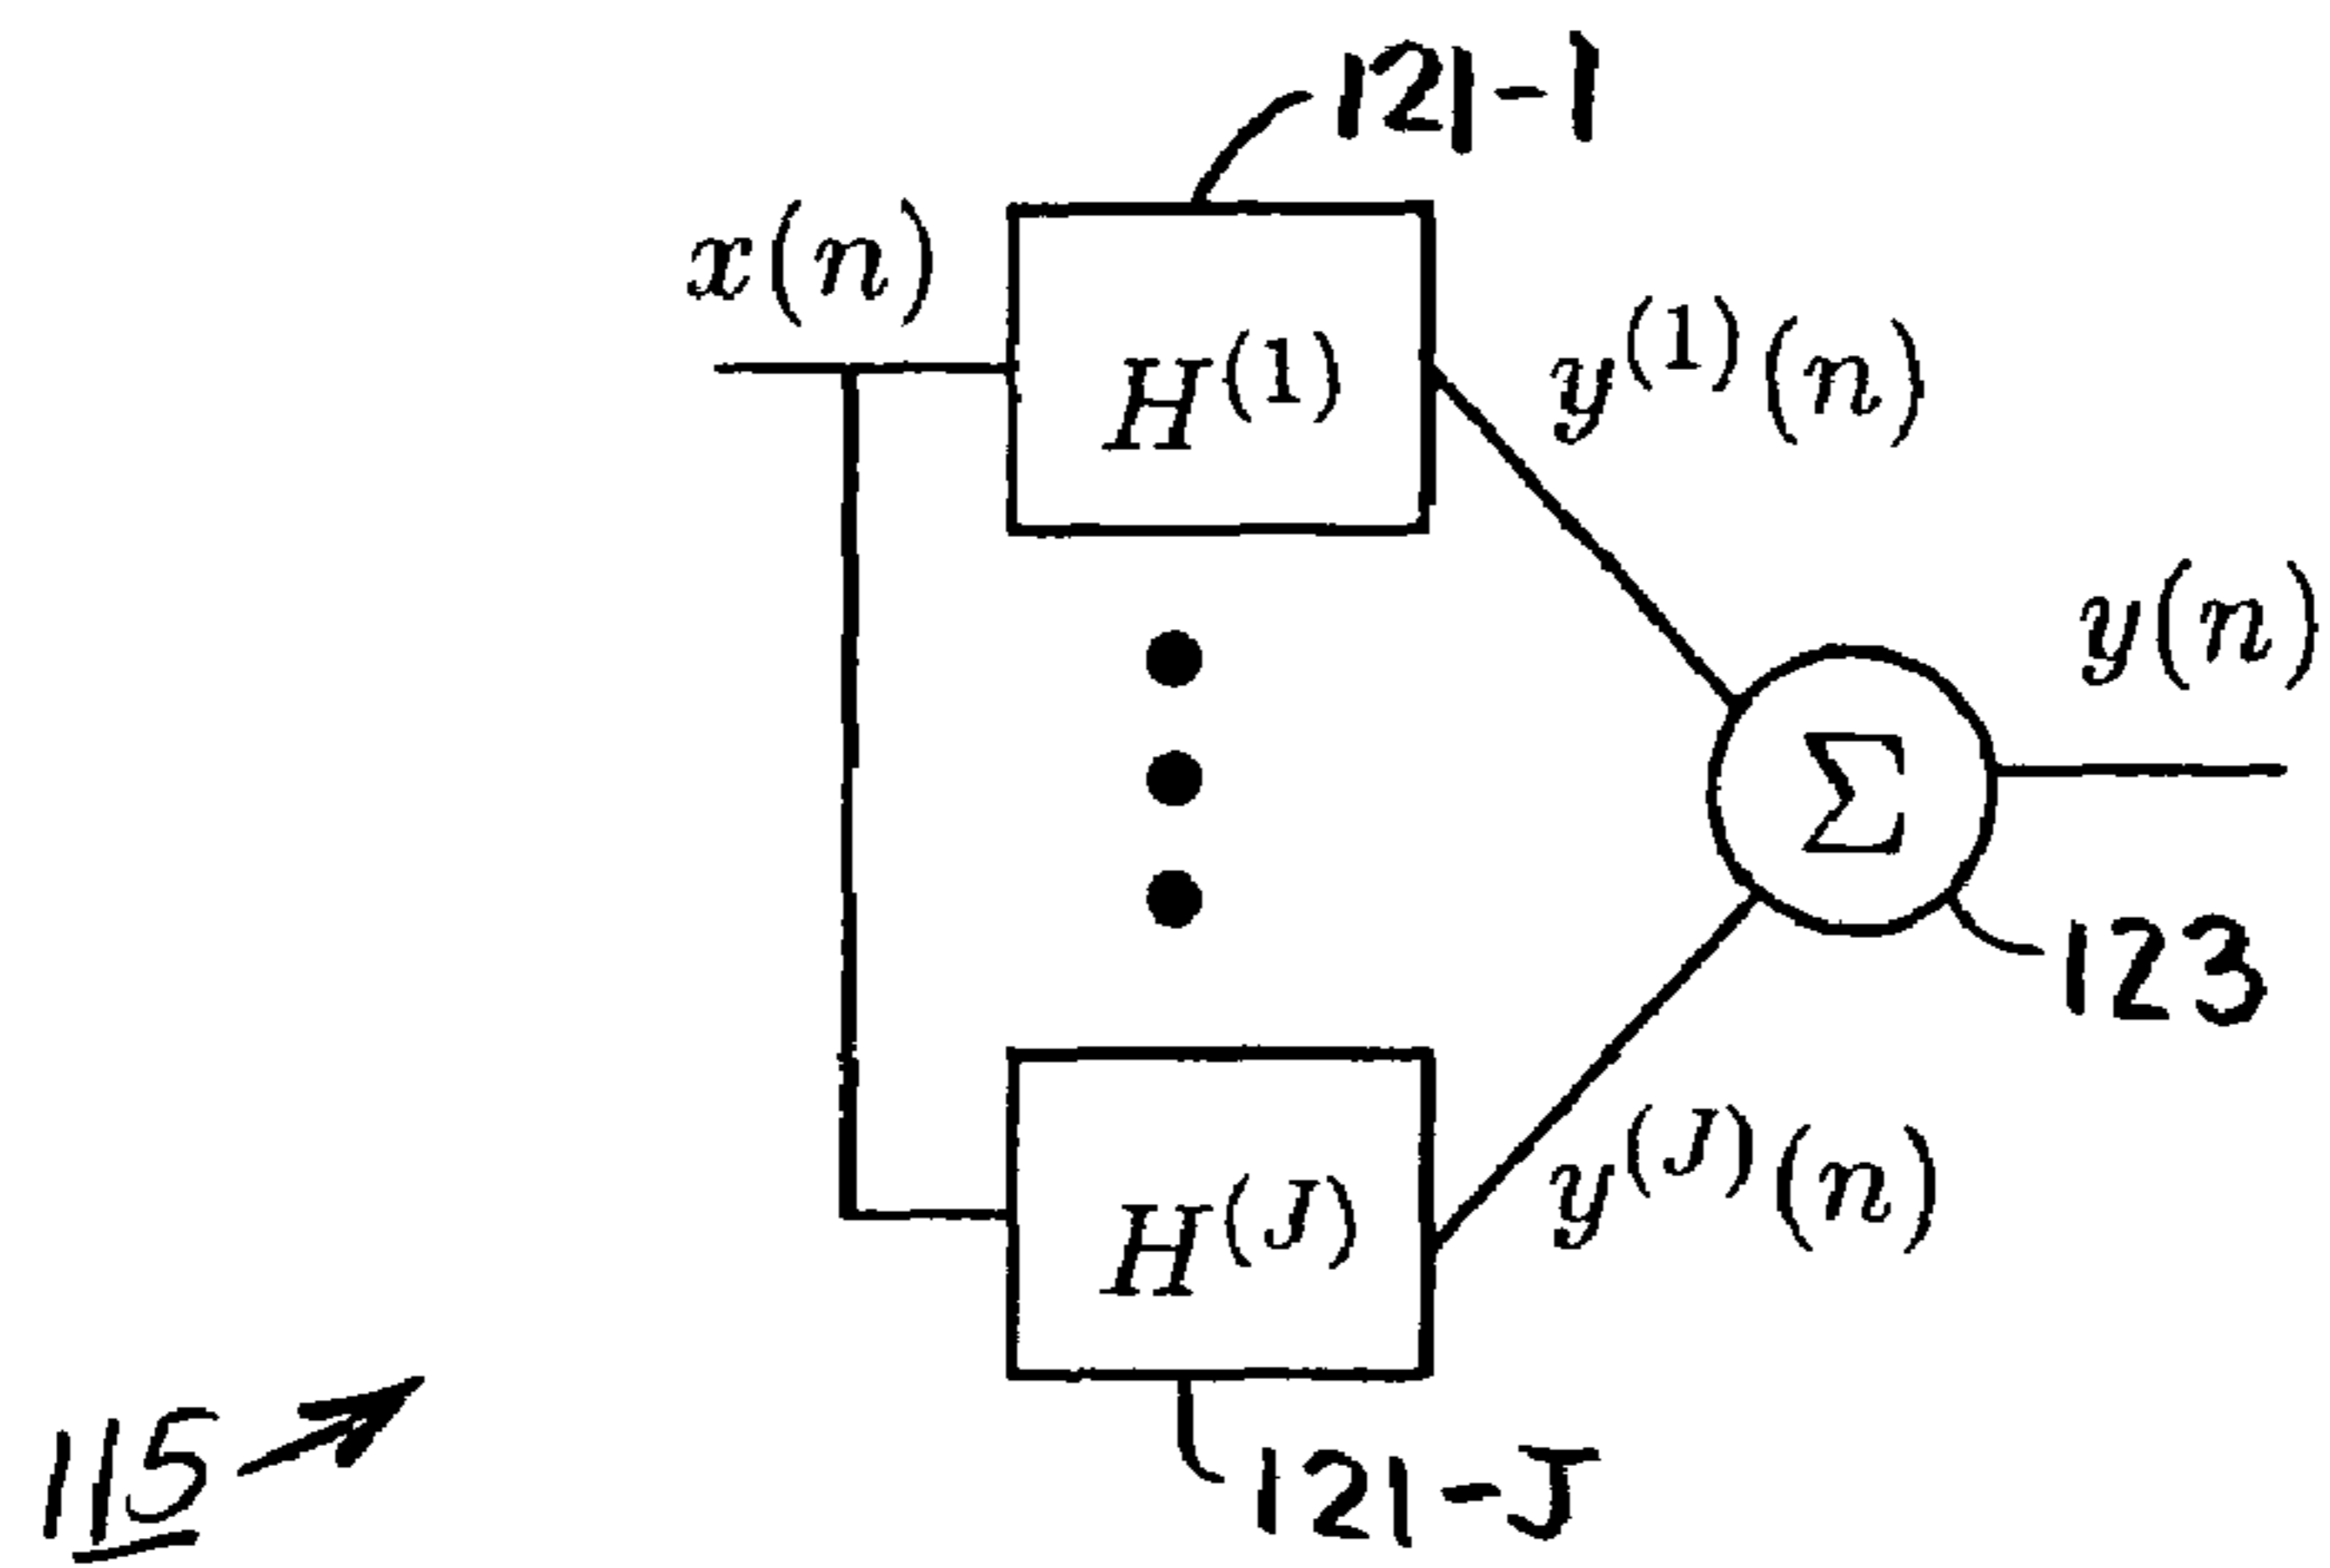 121-1
x(n)
H^(1)
y^(1)(n)
y(n)
Σ
123
H^(J)
y^(J)(n)
115
121-J